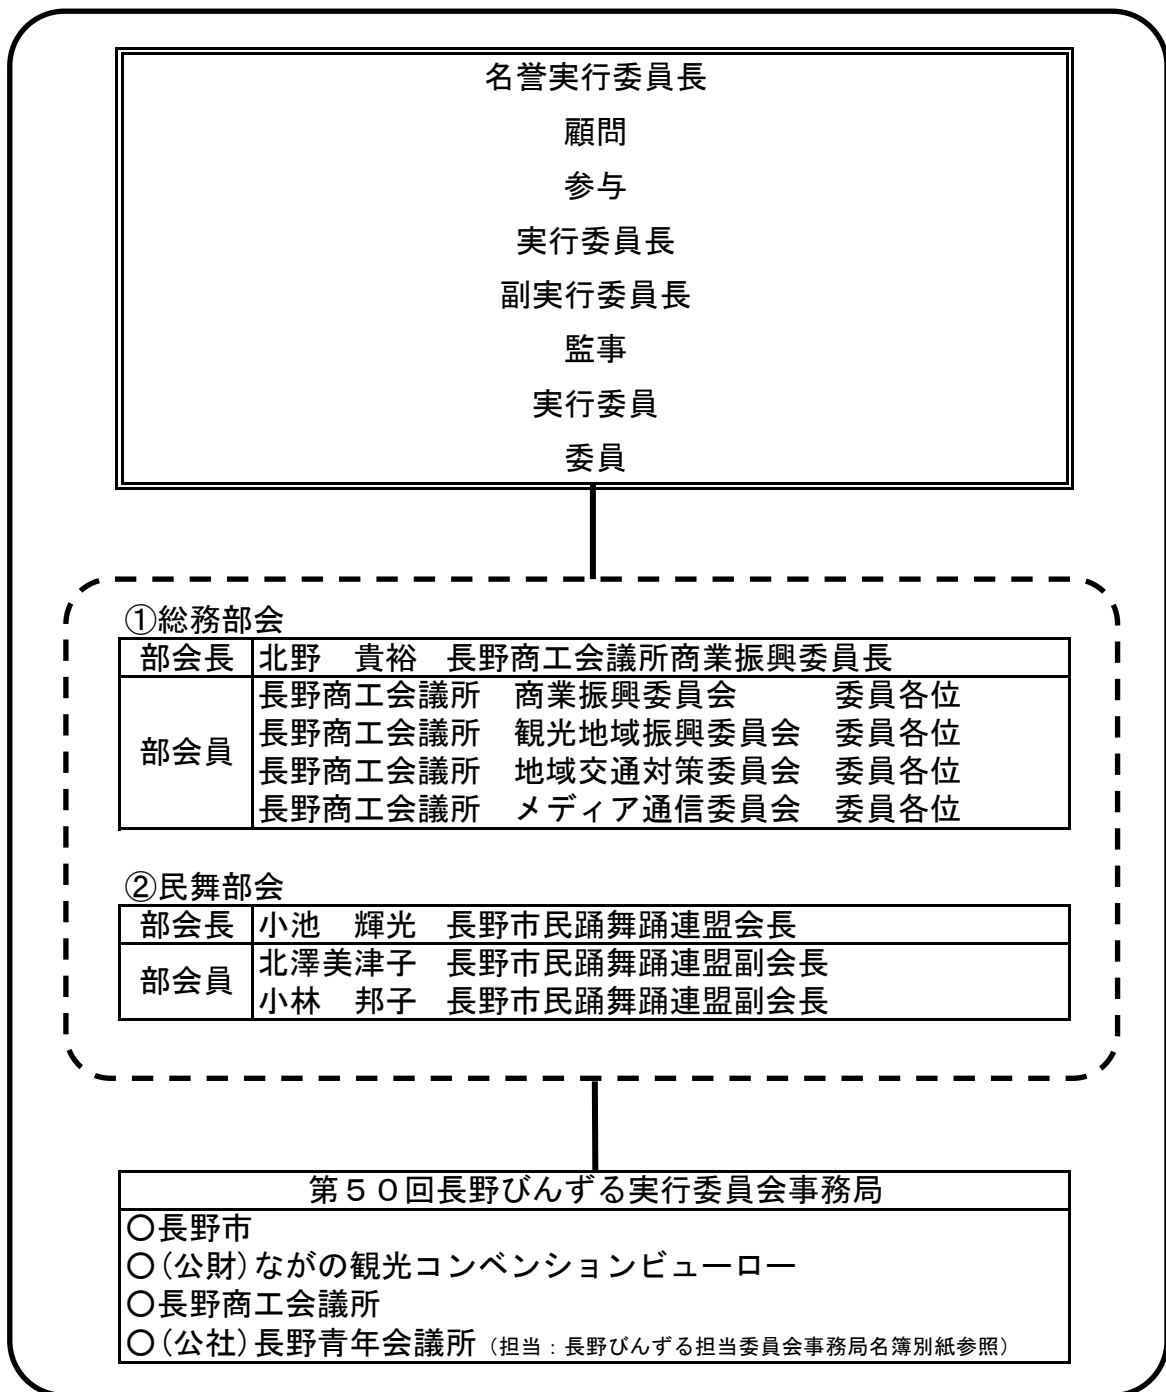 名誉実行委員長
顧問
参与
実行委員長
副実行委員長
監事
実行委員
委員
①総務部会
部会長 北野　貴裕 長野商工会議所商業振興委員長
部会員 長野商工会議所　商業振興委員会　　　委員各位
長野商工会議所　観光地域振興委員会　委員各位
長野商工会議所　地域交通対策委員会　委員各位
長野商工会議所　メディア通信委員会　委員各位
②民舞部会
部会長 小池　輝光 長野市民踊舞踊連盟会長
部会員 北澤美津子 長野市民踊舞踊連盟副会長
小林　邦子 長野市民踊舞踊連盟副会長
第５０回長野びんずる実行委員会事務局
○長野市
○(公財)ながの観光コンベンションビューロー
○長野商工会議所
○(公社)長野青年会議所（担当：長野びんずる担当委員会事務局名簿別紙参照）